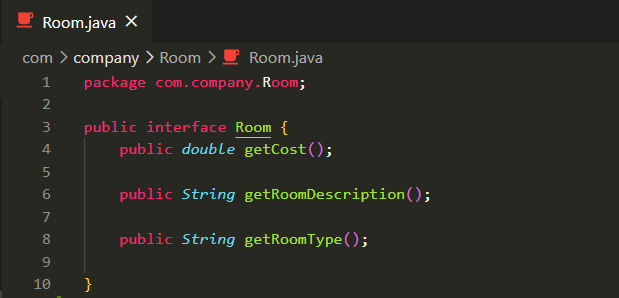 Room.java ×
com > company > Room > Room.java
1 package com.company.Room;
2
3 public interface Room {
4     public double getCost();
5
6     public String getRoomDescription();
7
8     public String getRoomType();
9
10 }